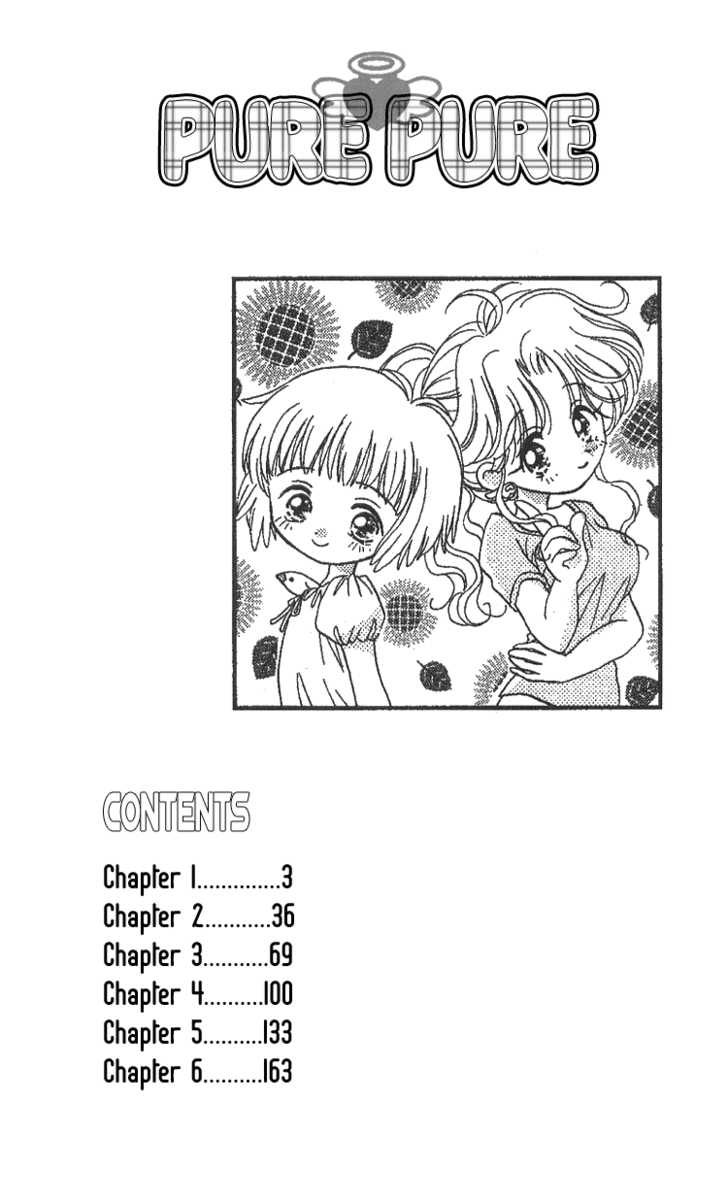 PURE PURE
CONTENTS
Chapter 1..............3
Chapter 2...........36
Chapter 3...........69
Chapter 4..........100
Chapter 5..........133
Chapter 6..........163